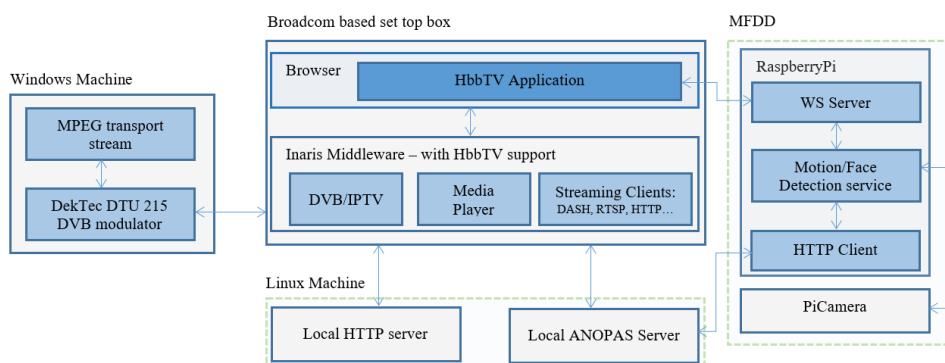 Broadcom based set top box
MFDD
Windows Machine
MPEG transport
stream
DekTec DTU 215
DVB modulator
Browser
HbbTV Application
Inaris Middleware – with HbbTV support
DVB/IPTV
Media
Player
Streaming Clients:
DASH, RTSP, HTTP…
RaspberryPi
WS Server
Motion/Face
Detection service
HTTP Client
PiCamera
Linux Machine
Local HTTP server
Local ANOPAS Server